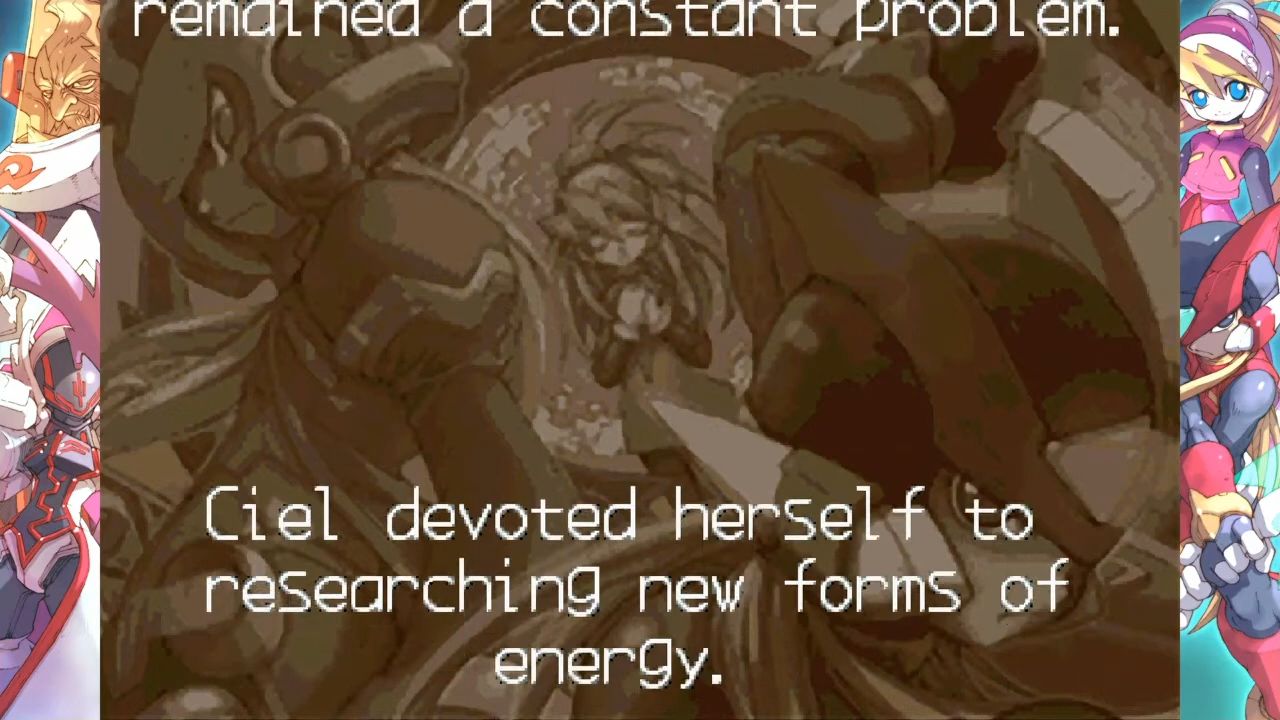 remained a constant problem.
Ciel devoted herself to
researching new forms of
energy.